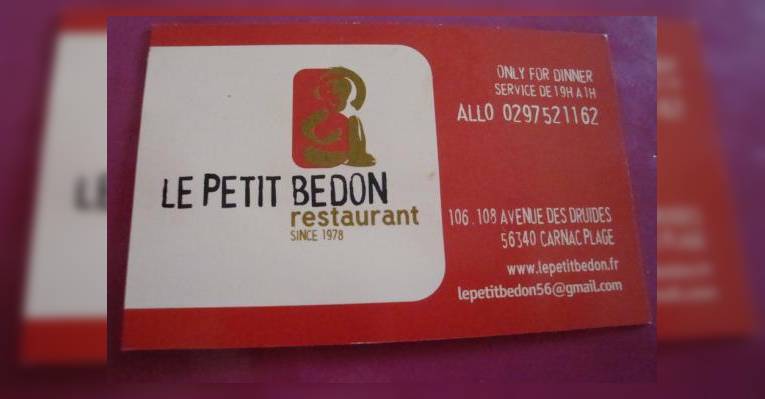 LE PETIT BEDON
restaurant
SINCE 1978
ONLY FOR DINNER
SERVICE DE 19H A 1H
ALLO 0297521162
106.108 AVENUE DES DRUIDES
56340 CARNAC PLAGE
www.lepetitbedon.fr
lepetitbedon56@gmail.com